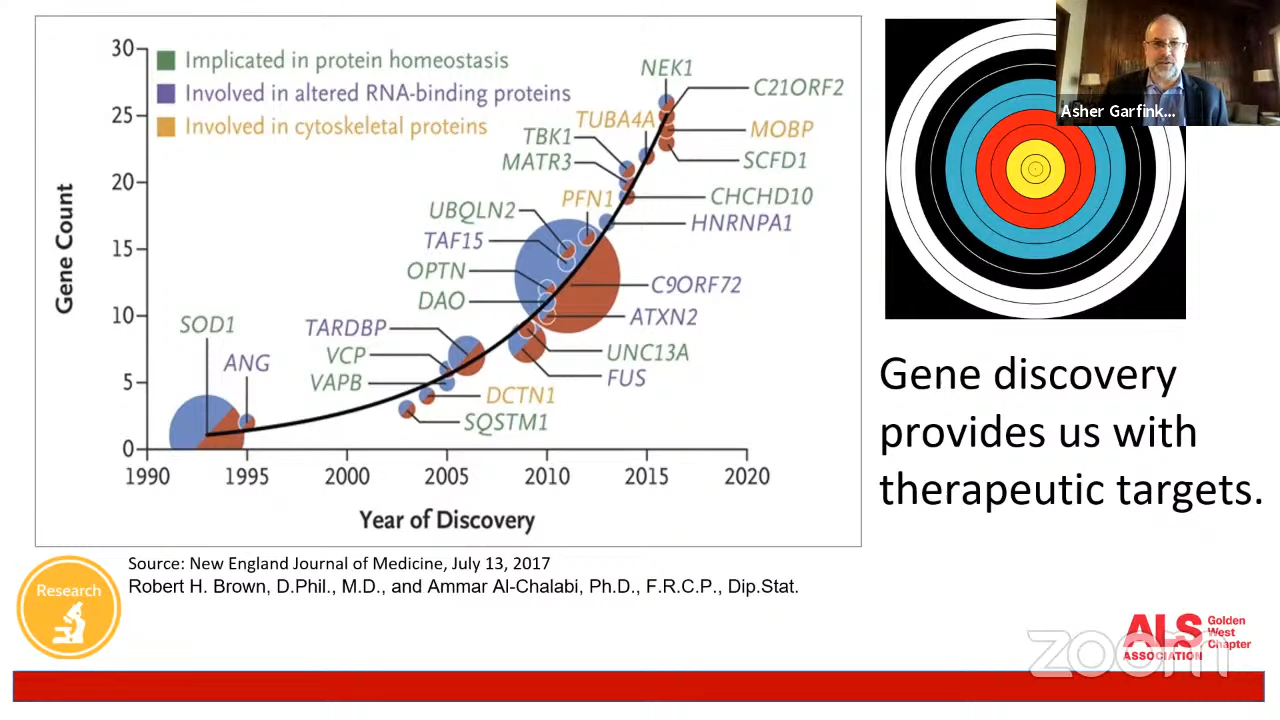 30
25
20
15
10
5
0
Gene Count
Implicated in protein homeostasis
Involved in altered RNA-binding proteins
Involved in cytoskeletal proteins
NEK1
C21ORF2
TUBA4A
MOBP
TBK1
MATR3
SCFD1
PFN1
CHCHD10
UBQLN2
HNRNPA1
TAF15
OPTN
C9ORF72
DAO
ATXN2
SOD1
TARDBP
ANG
VCP
UNC13A
VAPB
FUS
DCTN1
SQSTM1
1990 1995 2000 2005 2010 2015 2020
Year of Discovery
Asher Garfink...
Gene discovery
provides us with
therapeutic targets.
Source: New England Journal of Medicine, July 13, 2017
Robert H. Brown, D.Phil., M.D., and Ammar Al-Chalabi, Ph.D., F.R.C.P., Dip.Stat.
Research
ALS Golden
West
Chapter
ASSOCIATION
zoom